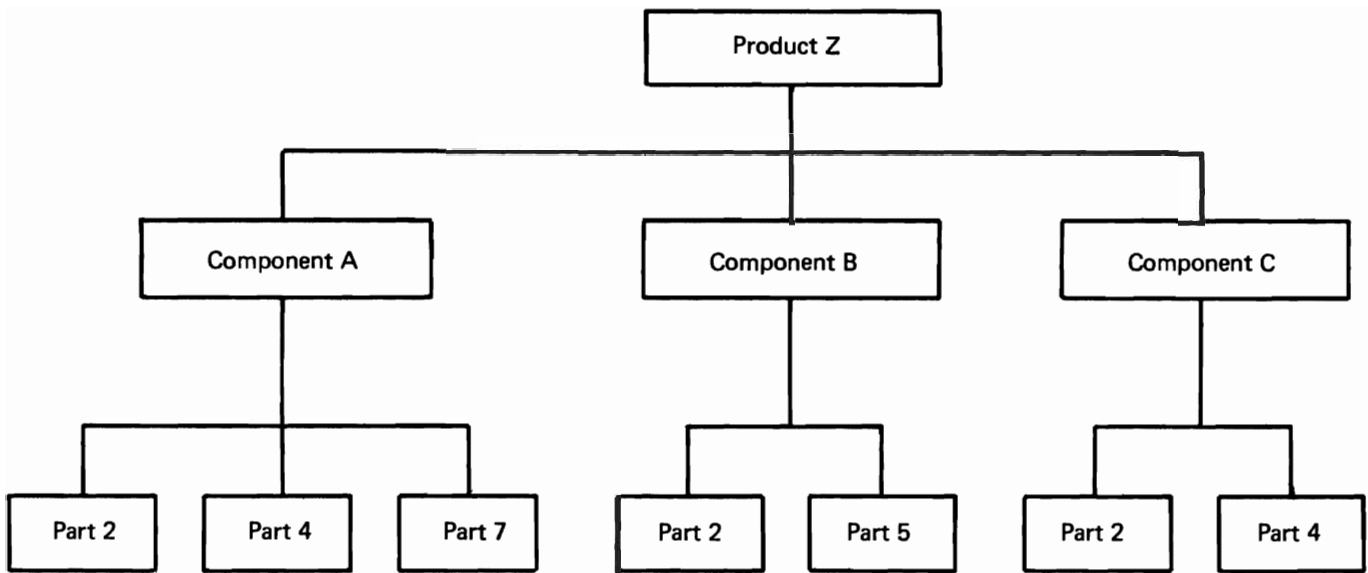 Product Z
Component A
Component B
Component C
Part 2
Part 4
Part 7
Part 2
Part 5
Part 2
Part 4